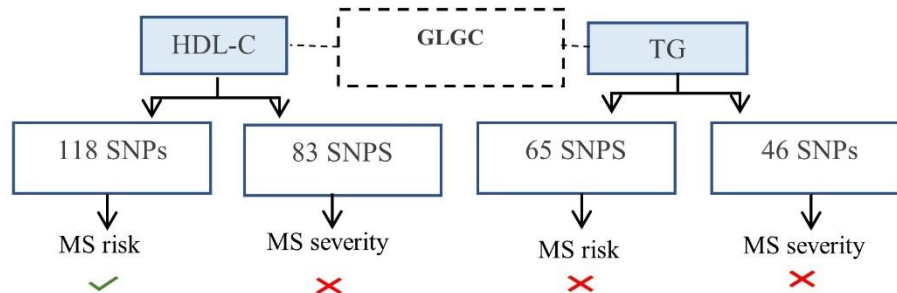 HDL-C
GLGC
TG
118 SNPs
83 SNPS
65 SNPS
46 SNPs
MS risk
MS severity
MS risk
MS severity